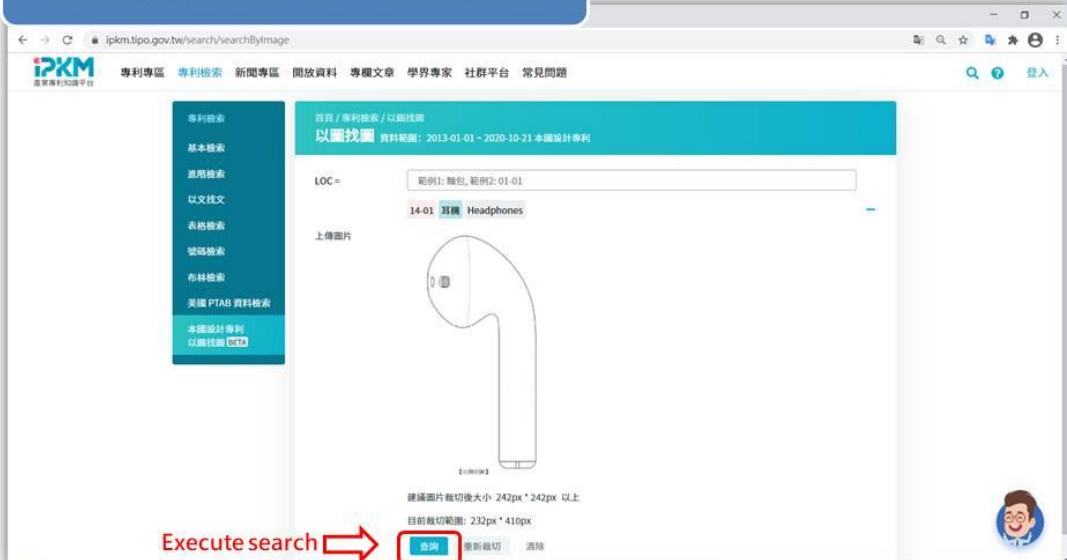 ipkm.tipo.gov.tw/search/searchByImage
iPKM
產業專利知識平台
專利專區 專利檢索 新聞專區 開放資料 專欄文章 學界專家 社群平台 常見問題
登入
專利檢索
基本檢索
進階檢索
以文找文
表格檢索
號碼檢索
布林檢索
美國 PTAB 資料檢索
本國設計專利
以圖找圖 BETA
首頁 / 專利檢索 / 以圖找圖
以圖找圖 資料範圍：2013-01-01 ~ 2020-10-21 本國設計專利
LOC =
範例1: 麵包, 範例2: 01-01
14-01 耳機 Headphones
上傳圖片
建議圖片裁切後大小 242px * 242px 以上
目前裁切範圍: 232px * 410px
Execute search
查詢 重新裁切 清除